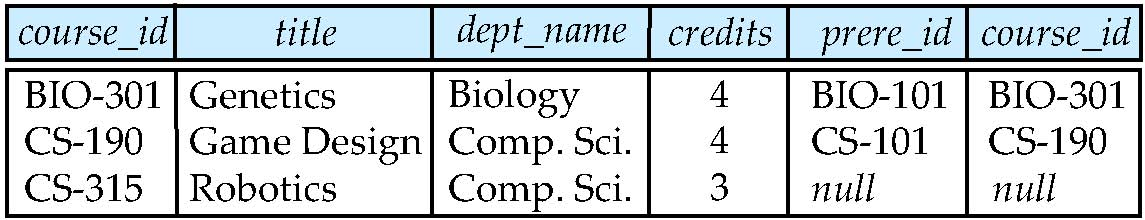 course_id title dept_name credits prere_id course_id
BIO-301 Genetics Biology 4 BIO-101 BIO-301
CS-190 Game Design Comp. Sci. 4 CS-101 CS-190
CS-315 Robotics Comp. Sci. 3 null null